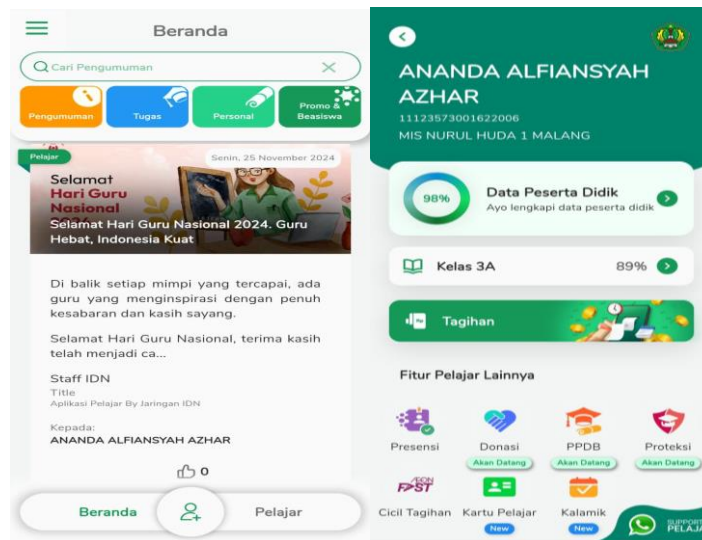 Beranda
Cari Pengumuman
Pengumuman
Tugas
Personal
Promo &
Beasiswa
Pelajar
Senin, 25 November 2024
Selamat
Hari Guru
Nasional
Selamat Hari Guru Nasional 2024. Guru
Hebat, Indonesia Kuat
Di balik setiap mimpi yang tercapai, ada
guru yang menginspirasi dengan penuh
kesabaran dan kasih sayang.
Selamat Hari Guru Nasional, terima kasih
telah menjadi ca...
Staff IDN
Title
Aplikasi Pelajar By Jaringan IDN
Kepada:
ANANDA ALFIANSYAH AZHAR
0
Beranda
Pelajar
ANANDA ALFIANSYAH
AZHAR
111235730001622006
MIS NURUL HUDA 1 MALANG
98%
Data Peserta Didik
Ayo lengkapi data peserta didik
Kelas 3A
89%
Tagihan
Fitur Pelajar Lainnya
Presensi
Donasi
Akan Datang
PPDB
Akan Datang
Proteksi
Akan Datang
Cicil Tagihan
Kartu Pelajar
New
Kalamik
New
SUPPORT
PELAJA